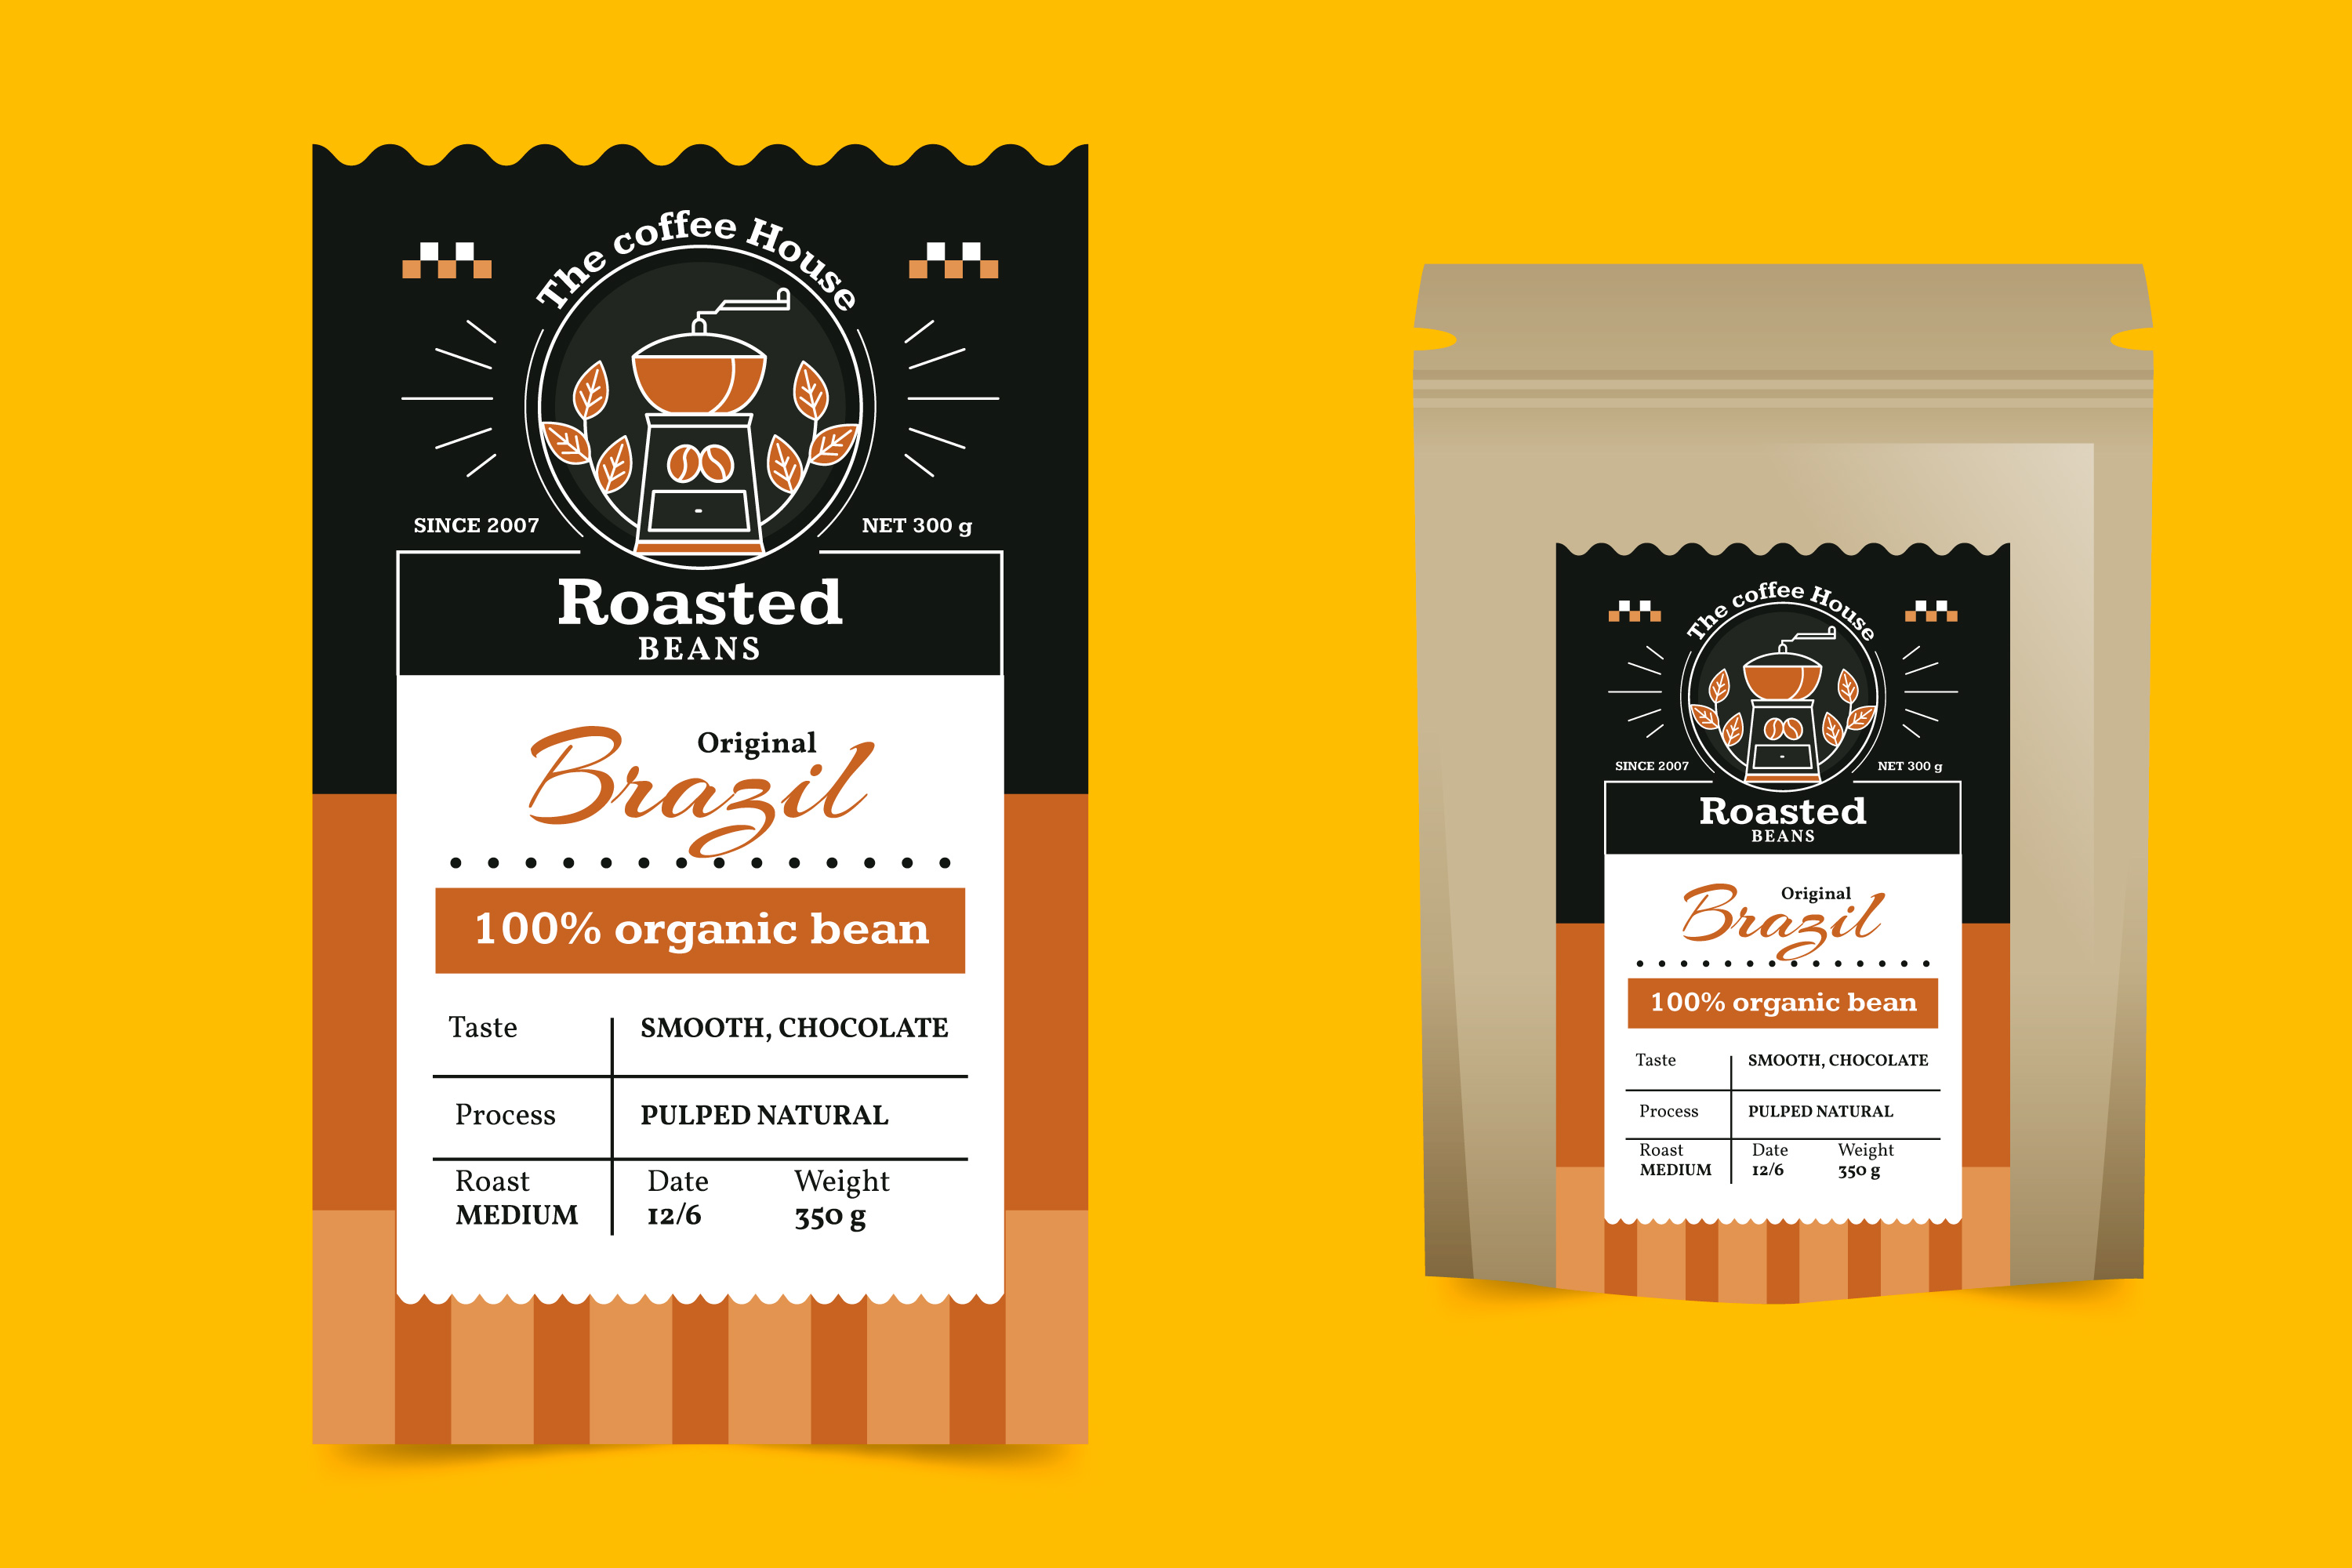 The coffee House
SINCE 2007
NET 300 g
Roasted
BEANS
Original
Brazil
100% organic bean
Taste SMOOTH, CHOCOLATE
Process PULPED NATURAL
Roast Date Weight
MEDIUM 12/6 350 g
The coffee House
SINCE 2007
NET 300 g
Roasted
BEANS
Original
Brazil
100% organic bean
Taste SMOOTH, CHOCOLATE
Process PULPED NATURAL
Roast Date Weight
MEDIUM 12/6 350 g